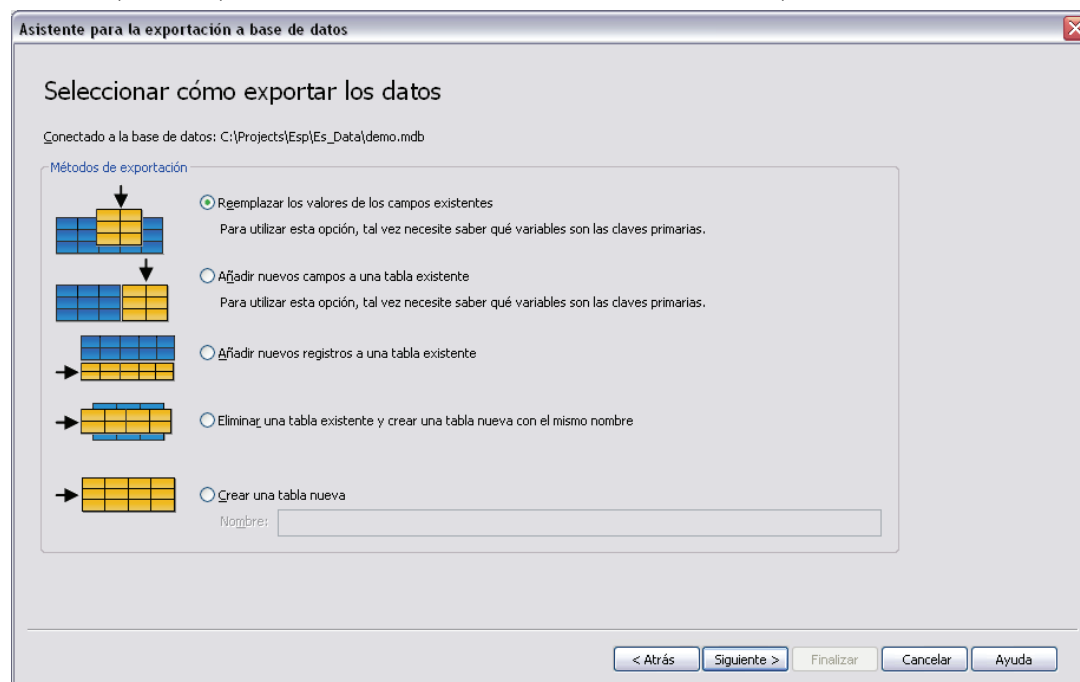 Asistente para la exportación a base de datos
Seleccionar cómo exportar los datos
Conectado a la base de datos: C:\Projects\Esp\Es_Data\demo.mdb
Métodos de exportación
Reemplazar los valores de los campos existentes
Para utilizar esta opción, tal vez necesite saber qué variables son las claves primarias.
Añadir nuevos campos a una tabla existente
Para utilizar esta opción, tal vez necesite saber qué variables son las claves primarias.
Añadir nuevos registros a una tabla existente
Eliminar una tabla existente y crear una tabla nueva con el mismo nombre
Crear una tabla nueva
Nombre:
< Atrás Siguiente > Finalizar Cancelar Ayuda